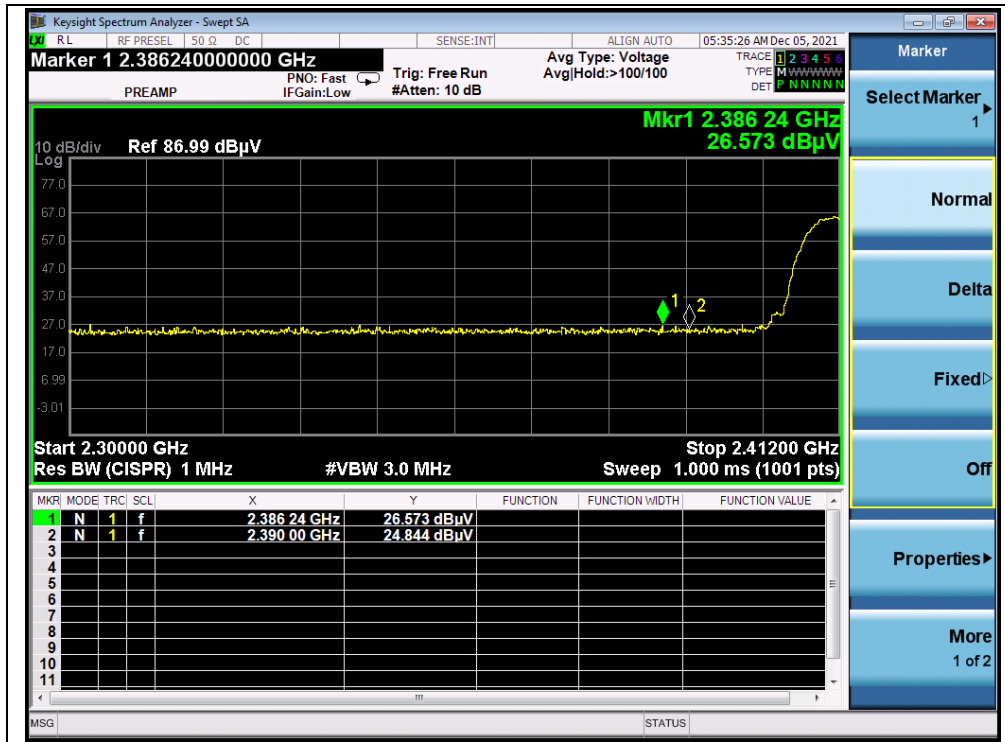 Keysight Spectrum Analyzer - Swept SA
LXI RL RF PRESEL 50 Ω DC SENSE:INT ALIGN AUTO 05:35:26 AM Dec 05, 2021
Marker 1 2.386240000000 GHz
PREAMP
PNO: Fast
IFGain:Low
Trig: Free Run
#Atten: 10 dB
Avg Type: Voltage
Avg|Hold:>100/100
TRACE 1 2 3 4 5 6
TYPE M W W W W W
DET P N N N N N
Mkr1 2.386 24 GHz
26.573 dBµV
10 dB/div Ref 86.99 dBµV
Log
77.0
67.0
57.0
47.0
37.0
27.0
17.0
6.99
-3.01
1
2
Start 2.30000 GHz Stop 2.41200 GHz
Res BW (CISPR) 1 MHz #VBW 3.0 MHz Sweep 1.000 ms (1001 pts)
MKR MODE TRC SCL X Y FUNCTION FUNCTION WIDTH FUNCTION VALUE
1 N 1 f 2.386 24 GHz 26.573 dBµV
2 N 1 f 2.390 00 GHz 24.844 dBµV
3
4
5
6
7
8
9
10
11
MSG STATUS
Marker
Select Marker
1
Normal
Delta
Fixed
Off
Properties
More
1 of 2